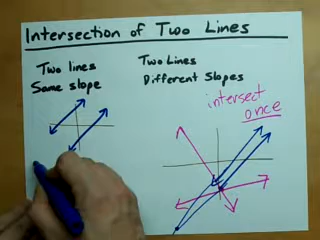 Intersection of Two Lines
Two lines
Same slope
Two Lines
Different Slopes
intersect
once